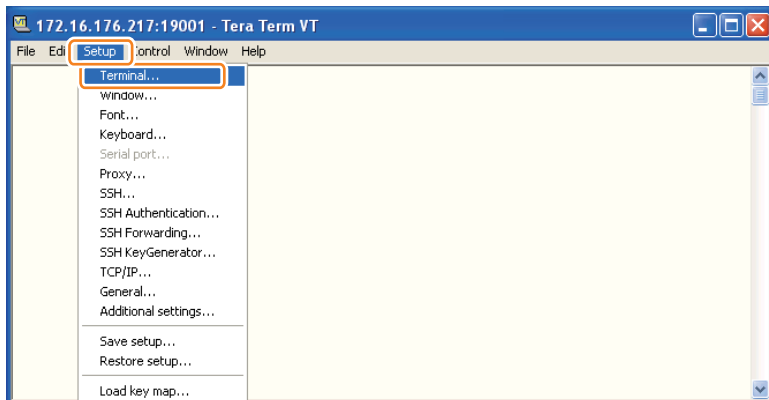 172.16.176.217:19001 - Tera Term VT
File Edi Setup Control Window Help
Terminal...
Window...
Font...
Keyboard...
Serial port...
Proxy...
SSH...
SSH Authentication...
SSH Forwarding...
SSH KeyGenerator...
TCP/IP...
General...
Additional settings...
Save setup...
Restore setup...
Load key map...